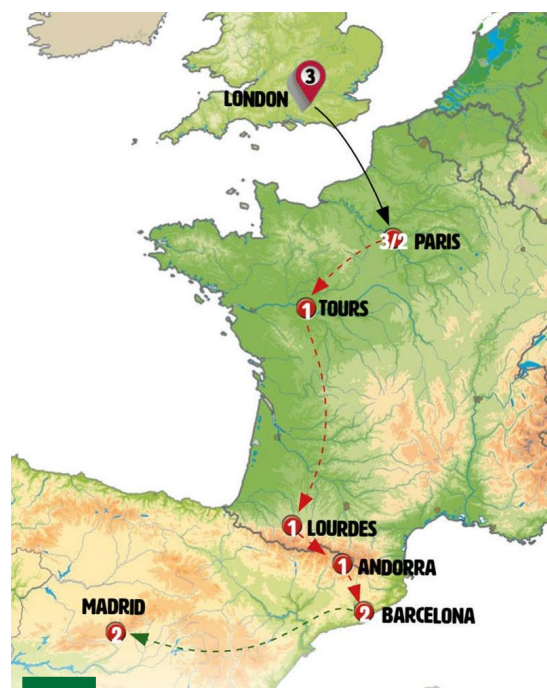 3
LONDON
3/2 PARIS
1 TOURS
1 LOURDES
1 ANDORRA
MADRID
2
2 BARCELONA